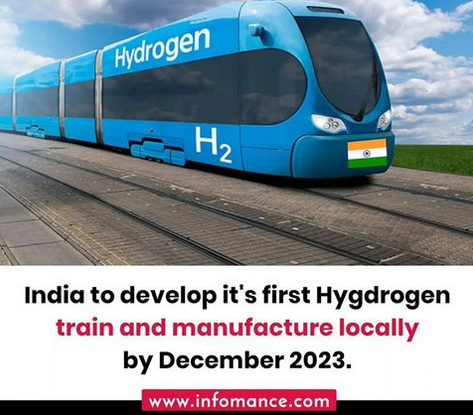 Hydrogen
H2
India to develop it's first Hygdrogen
train and manufacture locally
by December 2023.
www.infomance.com